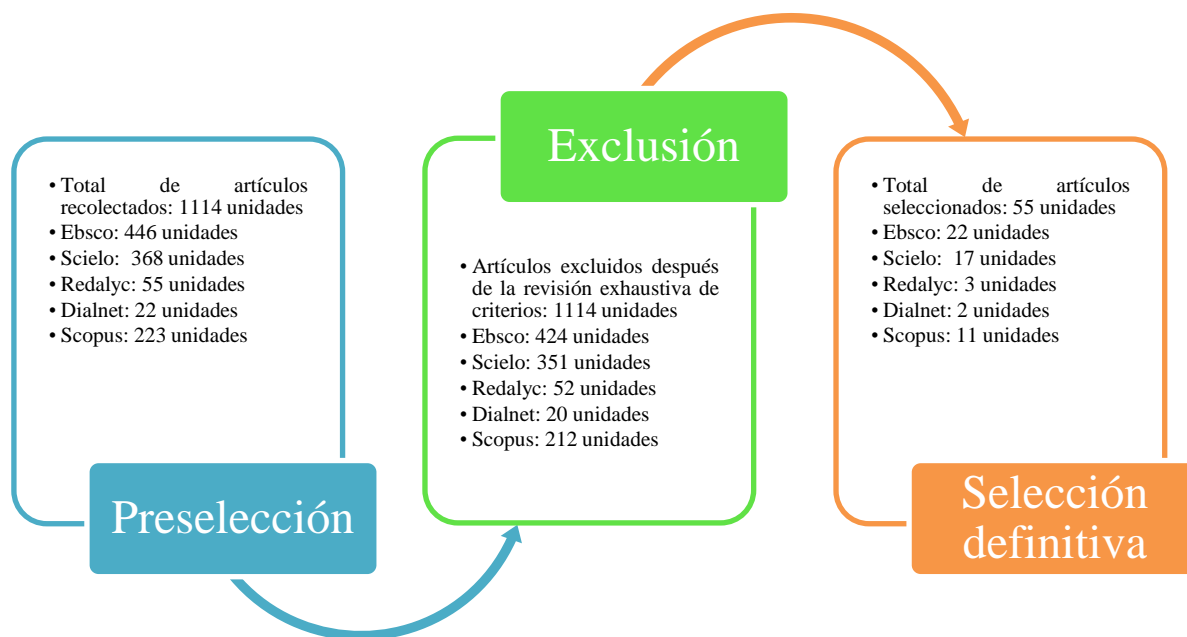 • Total de artículos
recolectados: 1114 unidades
• Ebsco: 446 unidades
• Scielo: 368 unidades
• Redalyc: 55 unidades
• Dialnet: 22 unidades
• Scopus: 223 unidades
Preselección
Exclusión
• Artículos excluidos después
de la revisión exhaustiva de
criterios: 1114 unidades
• Ebsco: 424 unidades
• Scielo: 351 unidades
• Redalyc: 52 unidades
• Dialnet: 20 unidades
• Scopus: 212 unidades
• Total de artículos
seleccionados: 55 unidades
• Ebsco: 22 unidades
• Scielo: 17 unidades
• Redalyc: 3 unidades
• Dialnet: 2 unidades
• Scopus: 11 unidades
Selección
definitiva